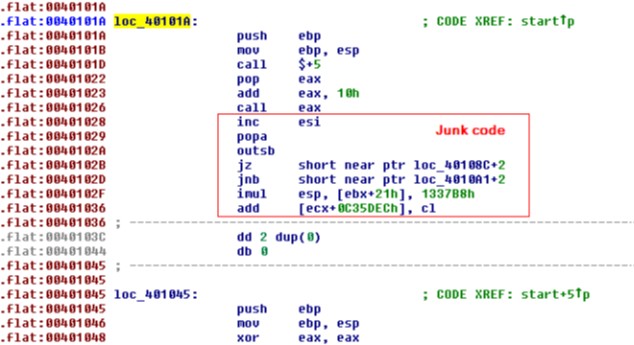 .flat:0040101A
.flat:0040101A loc_40101A: ; CODE XREF: start↑p
.flat:0040101A push ebp
.flat:0040101B mov ebp, esp
.flat:0040101D call $+5
.flat:00401022 pop eax
.flat:00401023 add eax, 10h
.flat:00401026 call eax
.flat:00401028 inc esi
Junk code
.flat:00401029 popa
.flat:0040102A outsb
.flat:0040102B jz short near ptr loc_40108C+2
.flat:0040102D jnb short near ptr loc_4010A1+2
.flat:0040102F imul esp, [ebx+21h], 1337B8h
.flat:00401036 add [ecx+0C35DECh], cl
.flat:00401036 ; ---------------------------------------------------------------------------
.flat:0040103C dd 2 dup(0)
.flat:00401044 db 0
.flat:00401045 ; ---------------------------------------------------------------------------
.flat:00401045
.flat:00401045 loc_401045: ; CODE XREF: start+5↑p
.flat:00401045 push ebp
.flat:00401046 mov ebp, esp
.flat:00401048 xor eax, eax